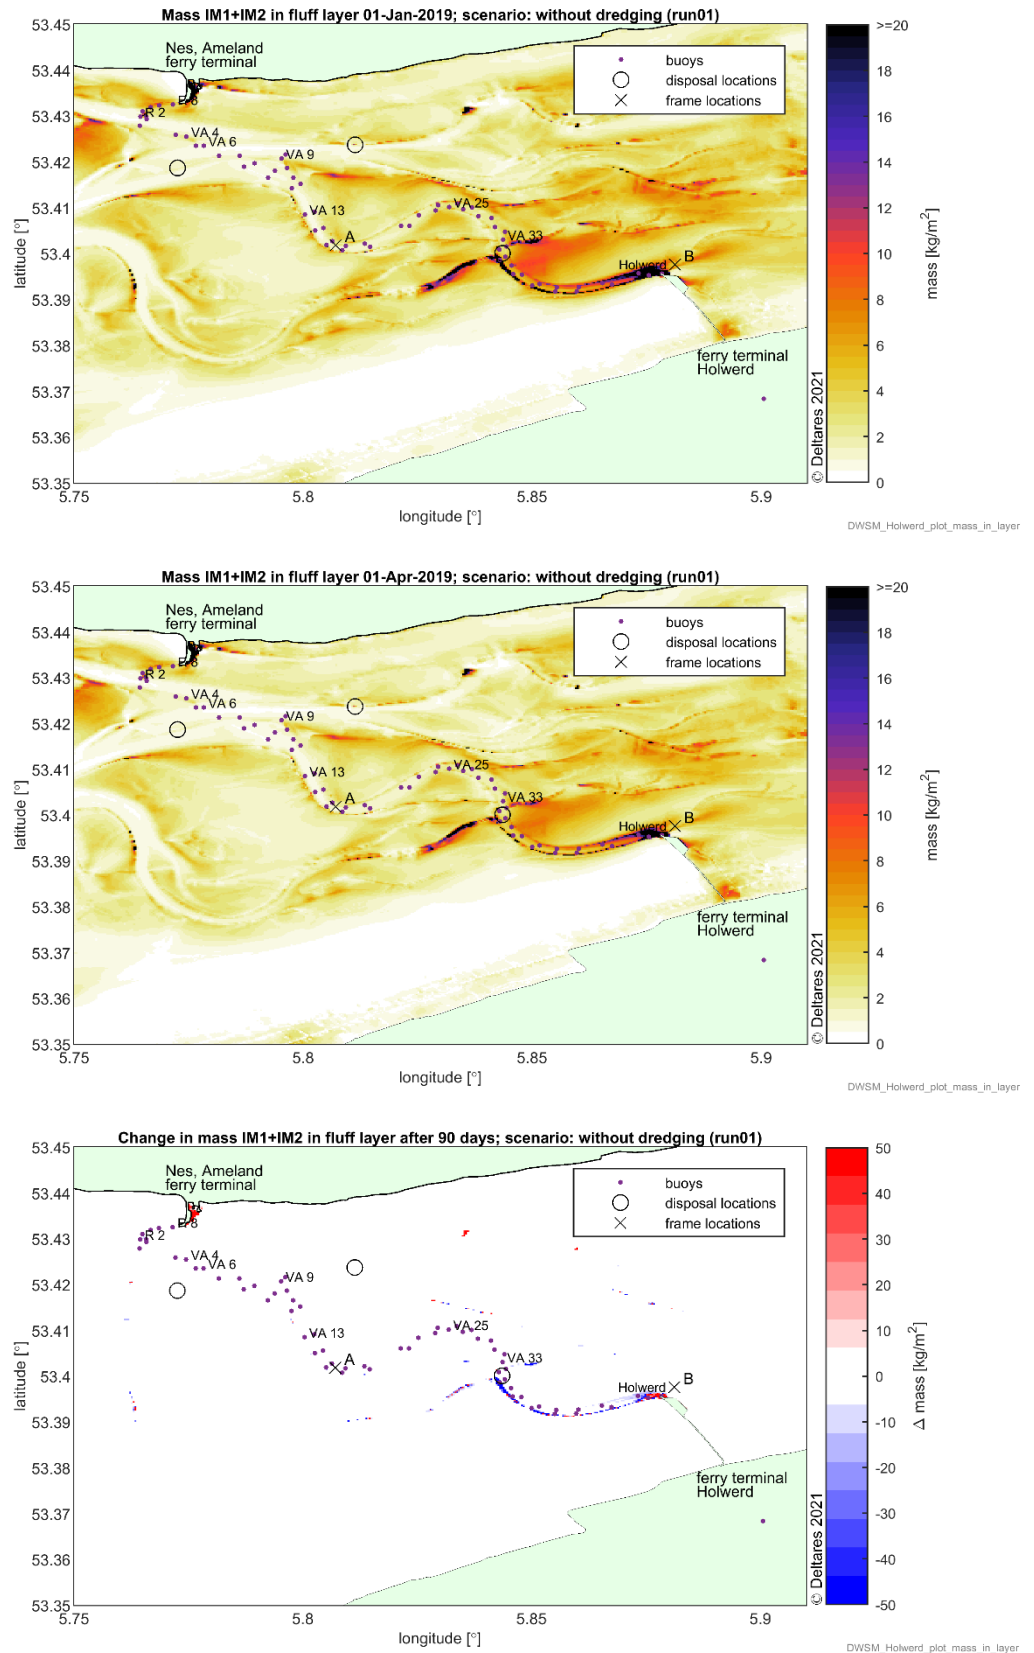 Mass IM1+IM2 in fluff layer 01-Jan-2019; scenario: without dredging (run01)
53.45
53.44
53.43
53.42
53.41
53.4
53.39
53.38
53.37
53.36
53.35
latitude [°]
5.75
5.8
5.85
5.9
longitude [°]
Nes, Ameland
ferry terminal
R 2
VA 4
VA 6
VA 9
VA 13
A
VA 25
VA 33
Holwerd
B
ferry terminal
Holwerd
buoys
disposal locations
frame locations
© Deltares 2021
>=20
18
16
14
12
10
8
6
4
2
0
mass [kg/m2]
DWSM_Holwerd_plot_mass_in_layer
Mass IM1+IM2 in fluff layer 01-Apr-2019; scenario: without dredging (run01)
53.45
53.44
53.43
53.42
53.41
53.4
53.39
53.38
53.37
53.36
53.35
latitude [°]
5.75
5.8
5.85
5.9
longitude [°]
Nes, Ameland
ferry terminal
R 2
VA 4
VA 6
VA 9
VA 13
A
VA 25
VA 33
Holwerd
B
ferry terminal
Holwerd
buoys
disposal locations
frame locations
© Deltares 2021
>=20
18
16
14
12
10
8
6
4
2
0
mass [kg/m2]
DWSM_Holwerd_plot_mass_in_layer
Change in mass IM1+IM2 in fluff layer after 90 days; scenario: without dredging (run01)
53.45
53.44
53.43
53.42
53.41
53.4
53.39
53.38
53.37
53.36
53.35
latitude [°]
5.75
5.8
5.85
5.9
longitude [°]
Nes, Ameland
ferry terminal
R 2
VA 4
VA 6
VA 9
VA 13
A
VA 25
VA 33
Holwerd
B
ferry terminal
Holwerd
buoys
disposal locations
frame locations
© Deltares 2021
50
40
30
20
10
0
-10
-20
-30
-40
-50
Δ mass [kg/m2]
DWSM_Holwerd_plot_mass_in_layer